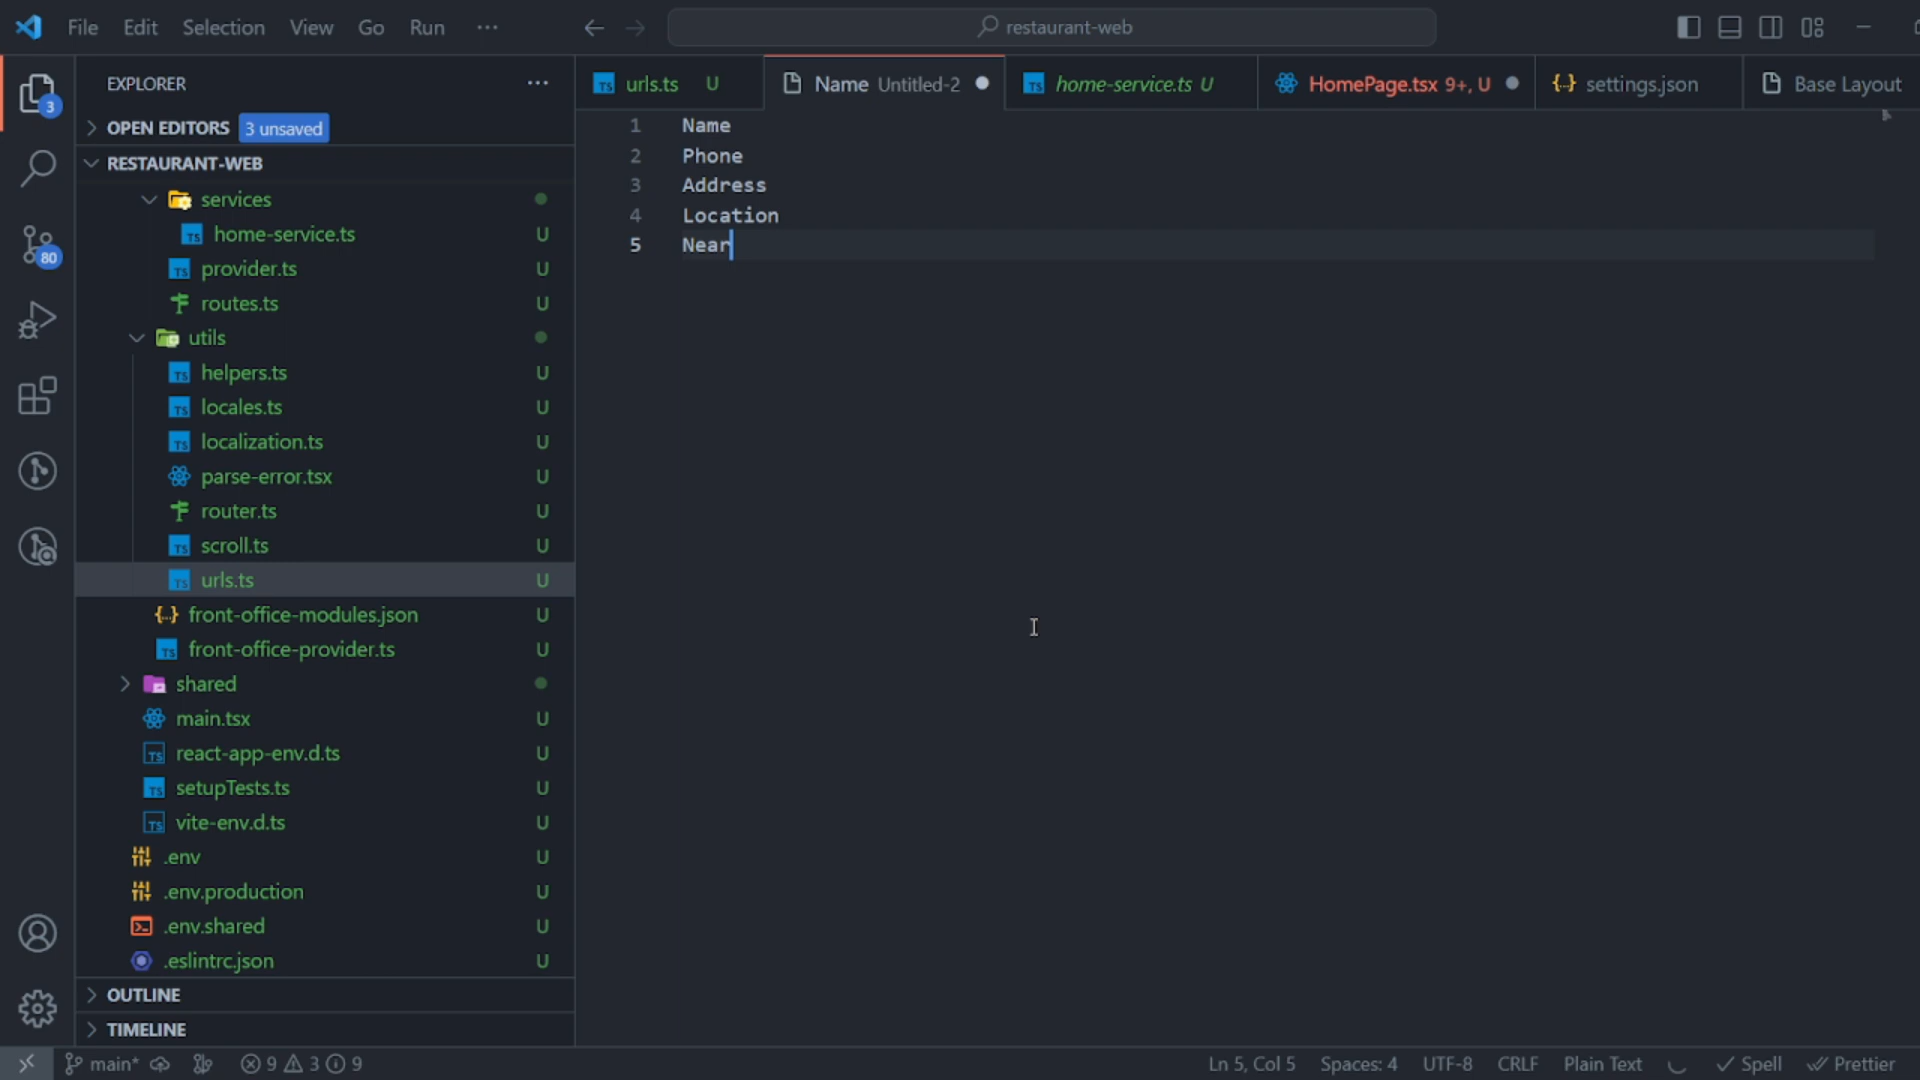 File Edit Selection View Go Run ··· restaurant-web
EXPLORER ···
urls.ts U
Name Untitled-2
home-service.ts U
HomePage.tsx 9+, U
settings.json
Base Layout
3
OPEN EDITORS 3 unsaved
RESTAURANT-WEB
services
home-service.ts U
80
provider.ts U
routes.ts U
utils
helpers.ts U
locales.ts U
localization.ts U
parse-error.tsx U
router.ts U
scroll.ts U
urls.ts U
front-office-modules.json U
front-office-provider.ts U
shared
main.tsx U
react-app-env.d.ts U
setupTests.ts U
vite-env.d.ts U
.env U
.env.production U
.env.shared U
.eslintrc.json U
OUTLINE
TIMELINE
1 Name
2 Phone
3 Address
4 Location
5 Near
main* 9 3 9 Ln 5, Col 5 Spaces: 4 UTF-8 CRLF Plain Text Spell Prettier